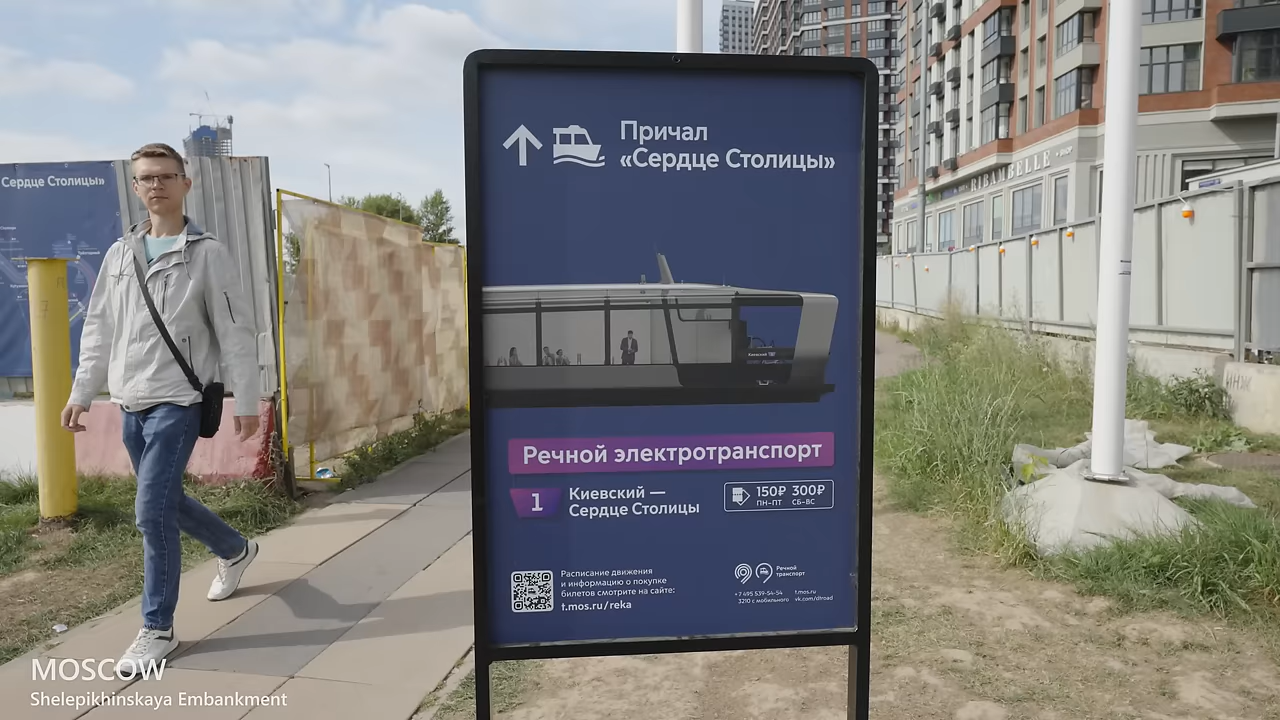 Сердце Столицы»
Причал
«Сердце Столицы»
RIBAMBELLE
Киевский 1
Речной электротранспорт
1
Киевский —
Сердце Столицы
150₽ 300₽
ПН-ПТ СБ-ВС
Расписание движения
и информацию о покупке
билетов смотрите на сайте:
t.mos.ru/reka
Речной
транспорт
+7 495 539-54-54
3210 с мобильного
t.mos.ru
vk.com/dtroad
ИНЖ
MOSCOW
Shelepikhinskaya Embankment